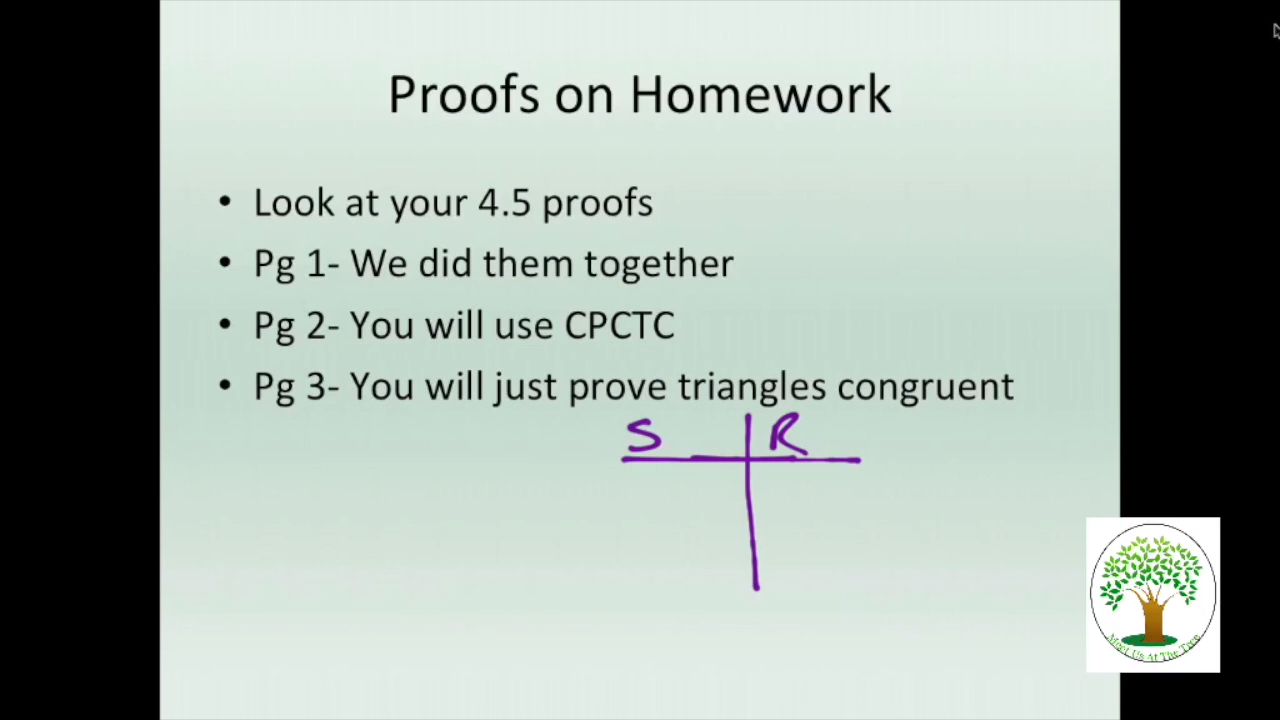 Proofs on Homework
• Look at your 4.5 proofs
• Pg 1- We did them together
• Pg 2- You will use CPCTC
• Pg 3- You will just prove triangles congruent
S R
Meet Us At The Tree